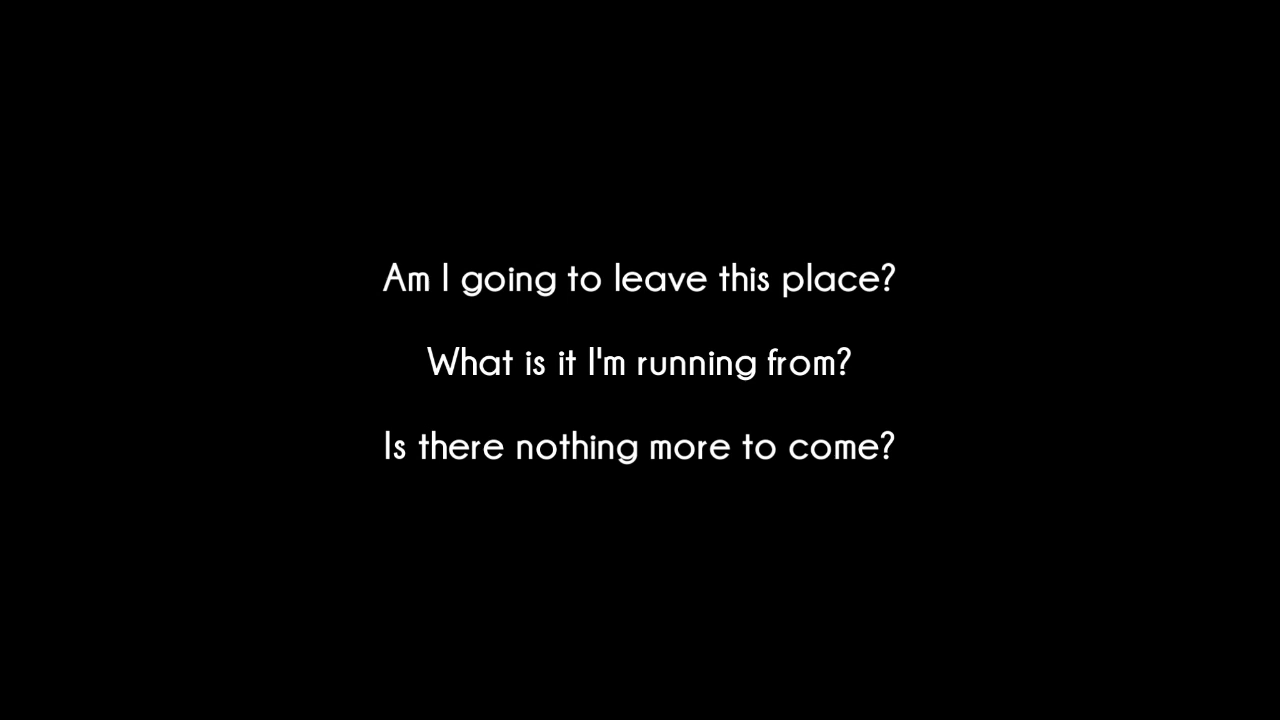 Am I going to leave this place?
What is it I'm running from?
Is there nothing more to come?